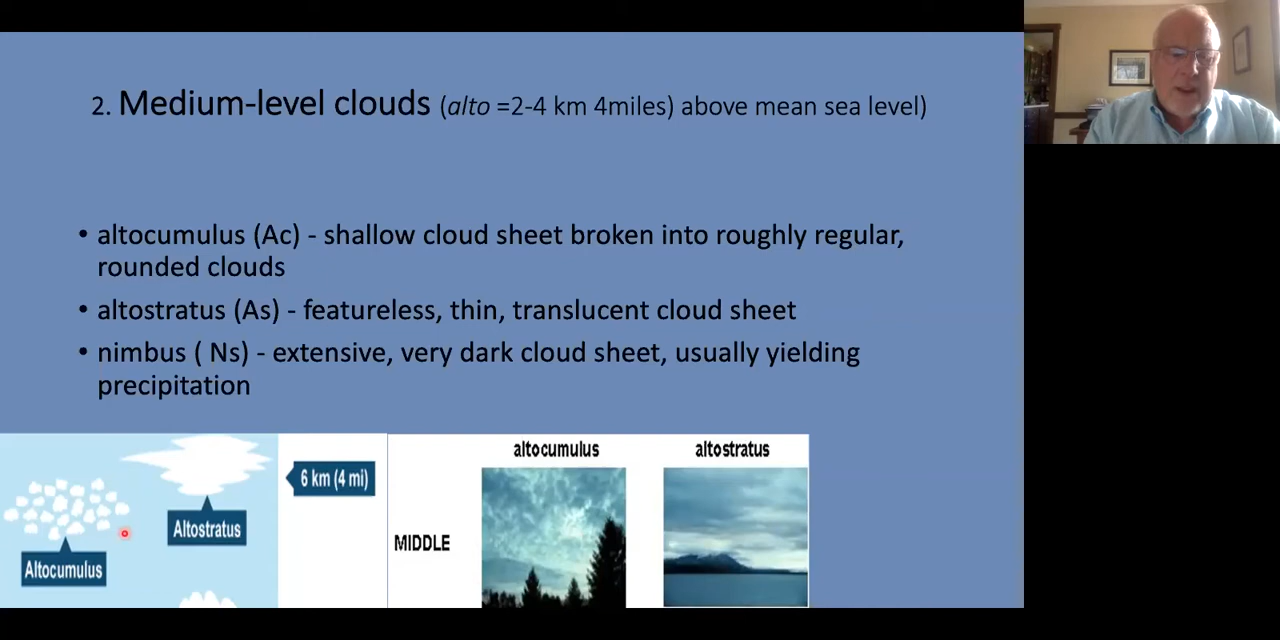 2. Medium-level clouds (alto =2-4 km 4miles) above mean sea level)
• altocumulus (Ac) - shallow cloud sheet broken into roughly regular,
rounded clouds
• altostratus (As) - featureless, thin, translucent cloud sheet
• nimbus ( Ns) - extensive, very dark cloud sheet, usually yielding
precipitation
6 km (4 mi)
Altostratus
Altocumulus
altocumulus
altostratus
MIDDLE